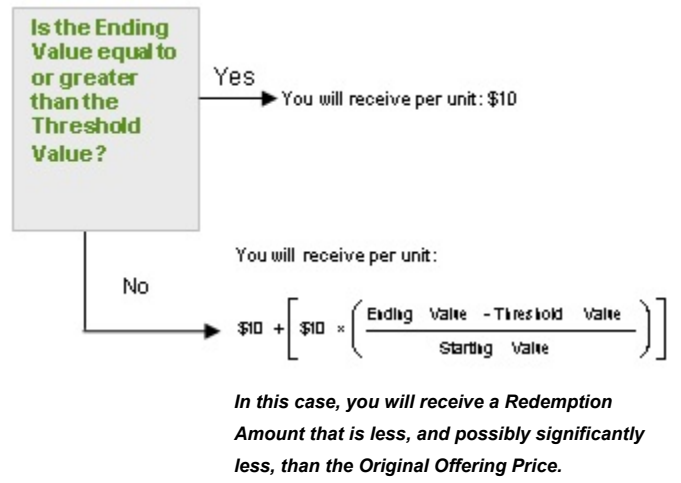 Is the Ending
Value equal to
or greater
than the
Threshold
Value?
Yes
You will receive per unit: $10
You will receive per unit:
No
$10 + [ $10 × ( Ending Value - Threshold Value
Starting Value ) ]
In this case, you will receive a Redemption
Amount that is less, and possibly significantly
less, than the Original Offering Price.